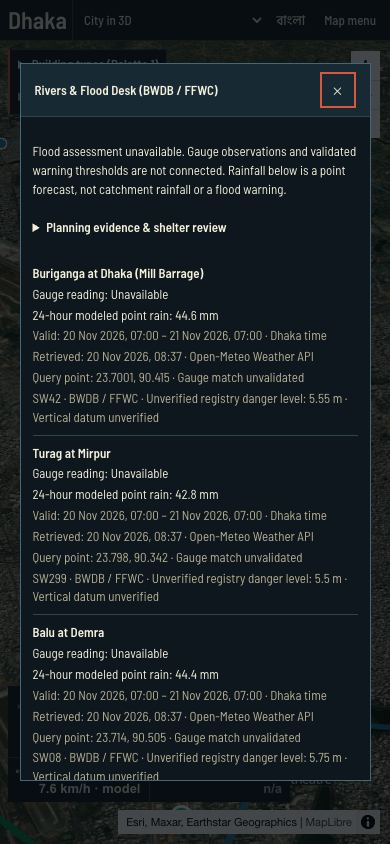 Dhaka City in 3D বাংলা Map menu
Rivers & Flood Desk (BWDB / FFWC) ×
Flood assessment unavailable. Gauge observations and validated
warning thresholds are not connected. Rainfall below is a point
forecast, not catchment rainfall or a flood warning.
▶ Planning evidence & shelter review
Buriganga at Dhaka (Mill Barrage)
Gauge reading: Unavailable
24-hour modeled point rain: 44.6 mm
Valid: 20 Nov 2026, 07:00 – 21 Nov 2026, 07:00 · Dhaka time
Retrieved: 20 Nov 2026, 08:37 · Open-Meteo Weather API
Query point: 23.7001, 90.415 · Gauge match unvalidated
SW42 · BWDB / FFWC · Unverified registry danger level: 5.55 m ·
Vertical datum unverified
Turag at Mirpur
Gauge reading: Unavailable
24-hour modeled point rain: 42.8 mm
Valid: 20 Nov 2026, 07:00 – 21 Nov 2026, 07:00 · Dhaka time
Retrieved: 20 Nov 2026, 08:37 · Open-Meteo Weather API
Query point: 23.798, 90.342 · Gauge match unvalidated
SW299 · BWDB / FFWC · Unverified registry danger level: 5.5 m ·
Vertical datum unverified
Balu at Demra
Gauge reading: Unavailable
24-hour modeled point rain: 44.4 mm
Valid: 20 Nov 2026, 07:00 – 21 Nov 2026, 07:00 · Dhaka time
Retrieved: 20 Nov 2026, 08:37 · Open-Meteo Weather API
Query point: 23.714, 90.505 · Gauge match unvalidated
SW08 · BWDB / FFWC · Unverified registry danger level: 5.75 m ·
Vertical datum unverified
7.6 km/h · model n/a
Esri, Maxar, Earthstar Geographics | MapLibre